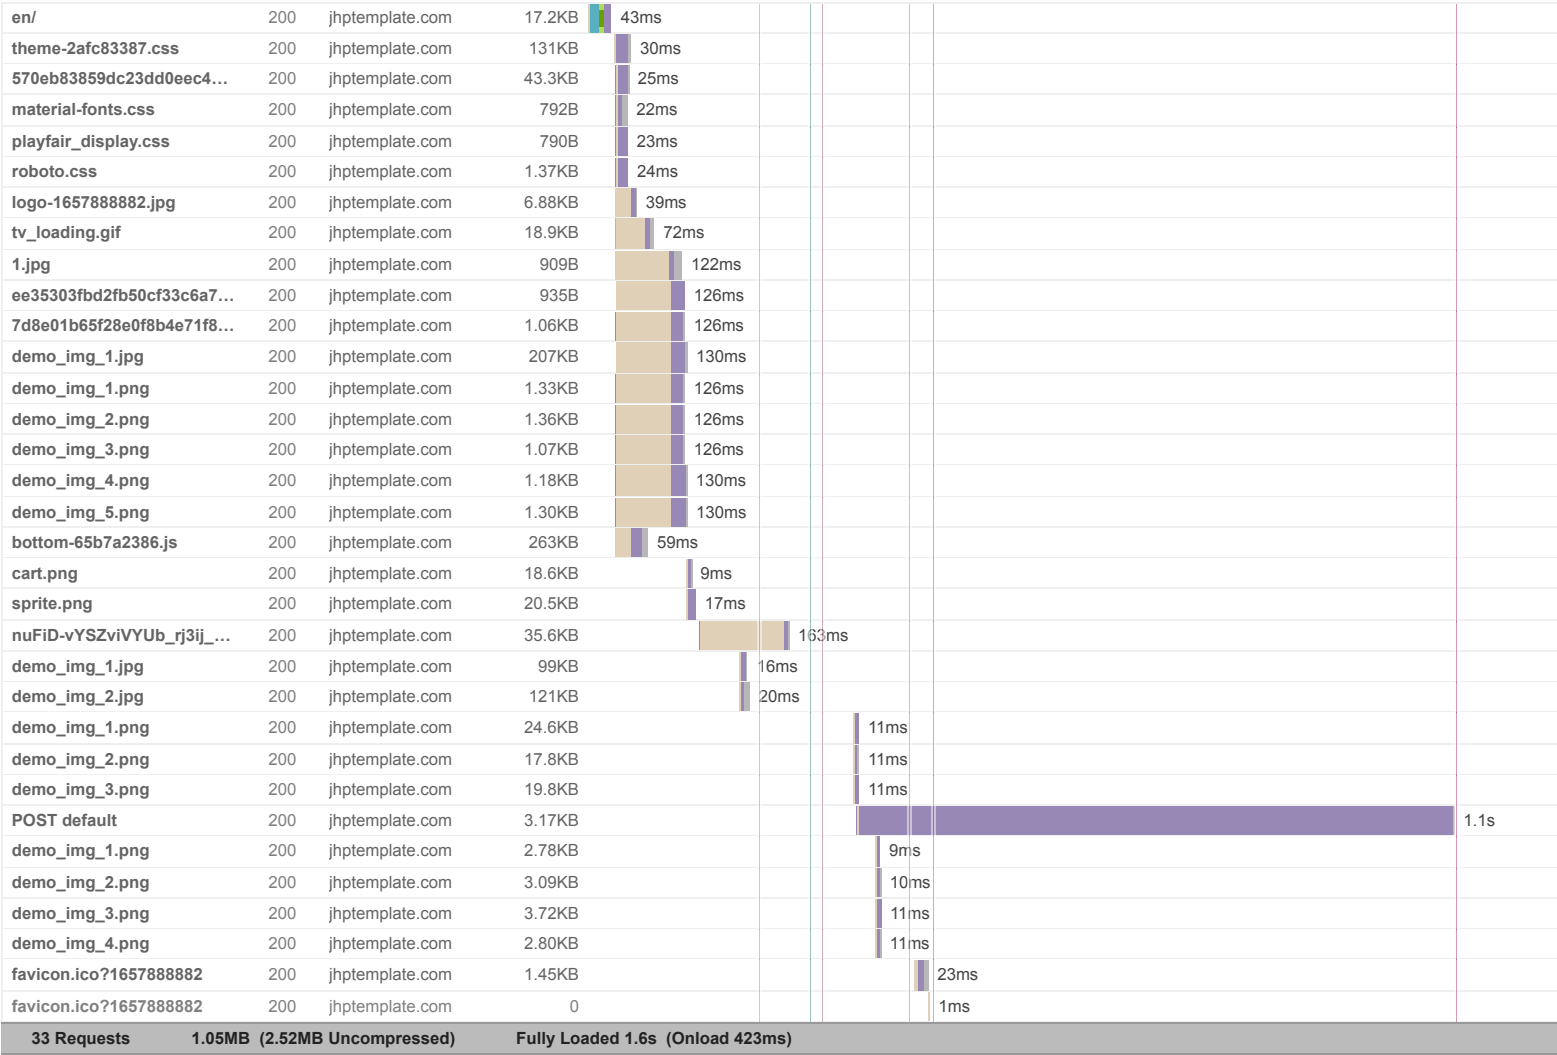 en/ 200 jhptemplate.com 17.2KB 43ms
theme-2afc83387.css 200 jhptemplate.com 131KB 30ms
570eb83859dc23dd0eec4... 200 jhptemplate.com 43.3KB 25ms
material-fonts.css 200 jhptemplate.com 792B 22ms
playfair_display.css 200 jhptemplate.com 790B 23ms
roboto.css 200 jhptemplate.com 1.37KB 24ms
logo-1657888882.jpg 200 jhptemplate.com 6.88KB 39ms
tv_loading.gif 200 jhptemplate.com 18.9KB 72ms
1.jpg 200 jhptemplate.com 909B 122ms
ee35303fbd2fb50cf33c6a7... 200 jhptemplate.com 935B 126ms
7d8e01b65f28e0f8b4e71f8... 200 jhptemplate.com 1.06KB 126ms
demo_img_1.jpg 200 jhptemplate.com 207KB 130ms
demo_img_1.png 200 jhptemplate.com 1.33KB 126ms
demo_img_2.png 200 jhptemplate.com 1.36KB 126ms
demo_img_3.png 200 jhptemplate.com 1.07KB 126ms
demo_img_4.png 200 jhptemplate.com 1.18KB 130ms
demo_img_5.png 200 jhptemplate.com 1.30KB 130ms
bottom-65b7a2386.js 200 jhptemplate.com 263KB 59ms
cart.png 200 jhptemplate.com 18.6KB 9ms
sprite.png 200 jhptemplate.com 20.5KB 17ms
nuFiD-vYSZviVYUb_rj3ij_... 200 jhptemplate.com 35.6KB 163ms
demo_img_1.jpg 200 jhptemplate.com 99KB 16ms
demo_img_2.jpg 200 jhptemplate.com 121KB 20ms
demo_img_1.png 200 jhptemplate.com 24.6KB 11ms
demo_img_2.png 200 jhptemplate.com 17.8KB 11ms
demo_img_3.png 200 jhptemplate.com 19.8KB 11ms
POST default 200 jhptemplate.com 3.17KB 1.1s
demo_img_1.png 200 jhptemplate.com 2.78KB 9ms
demo_img_2.png 200 jhptemplate.com 3.09KB 10ms
demo_img_3.png 200 jhptemplate.com 3.72KB 11ms
demo_img_4.png 200 jhptemplate.com 2.80KB 11ms
favicon.ico?1657888882 200 jhptemplate.com 1.45KB 23ms
favicon.ico?1657888882 200 jhptemplate.com 0 1ms
33 Requests 1.05MB (2.52MB Uncompressed) Fully Loaded 1.6s (Onload 423ms)